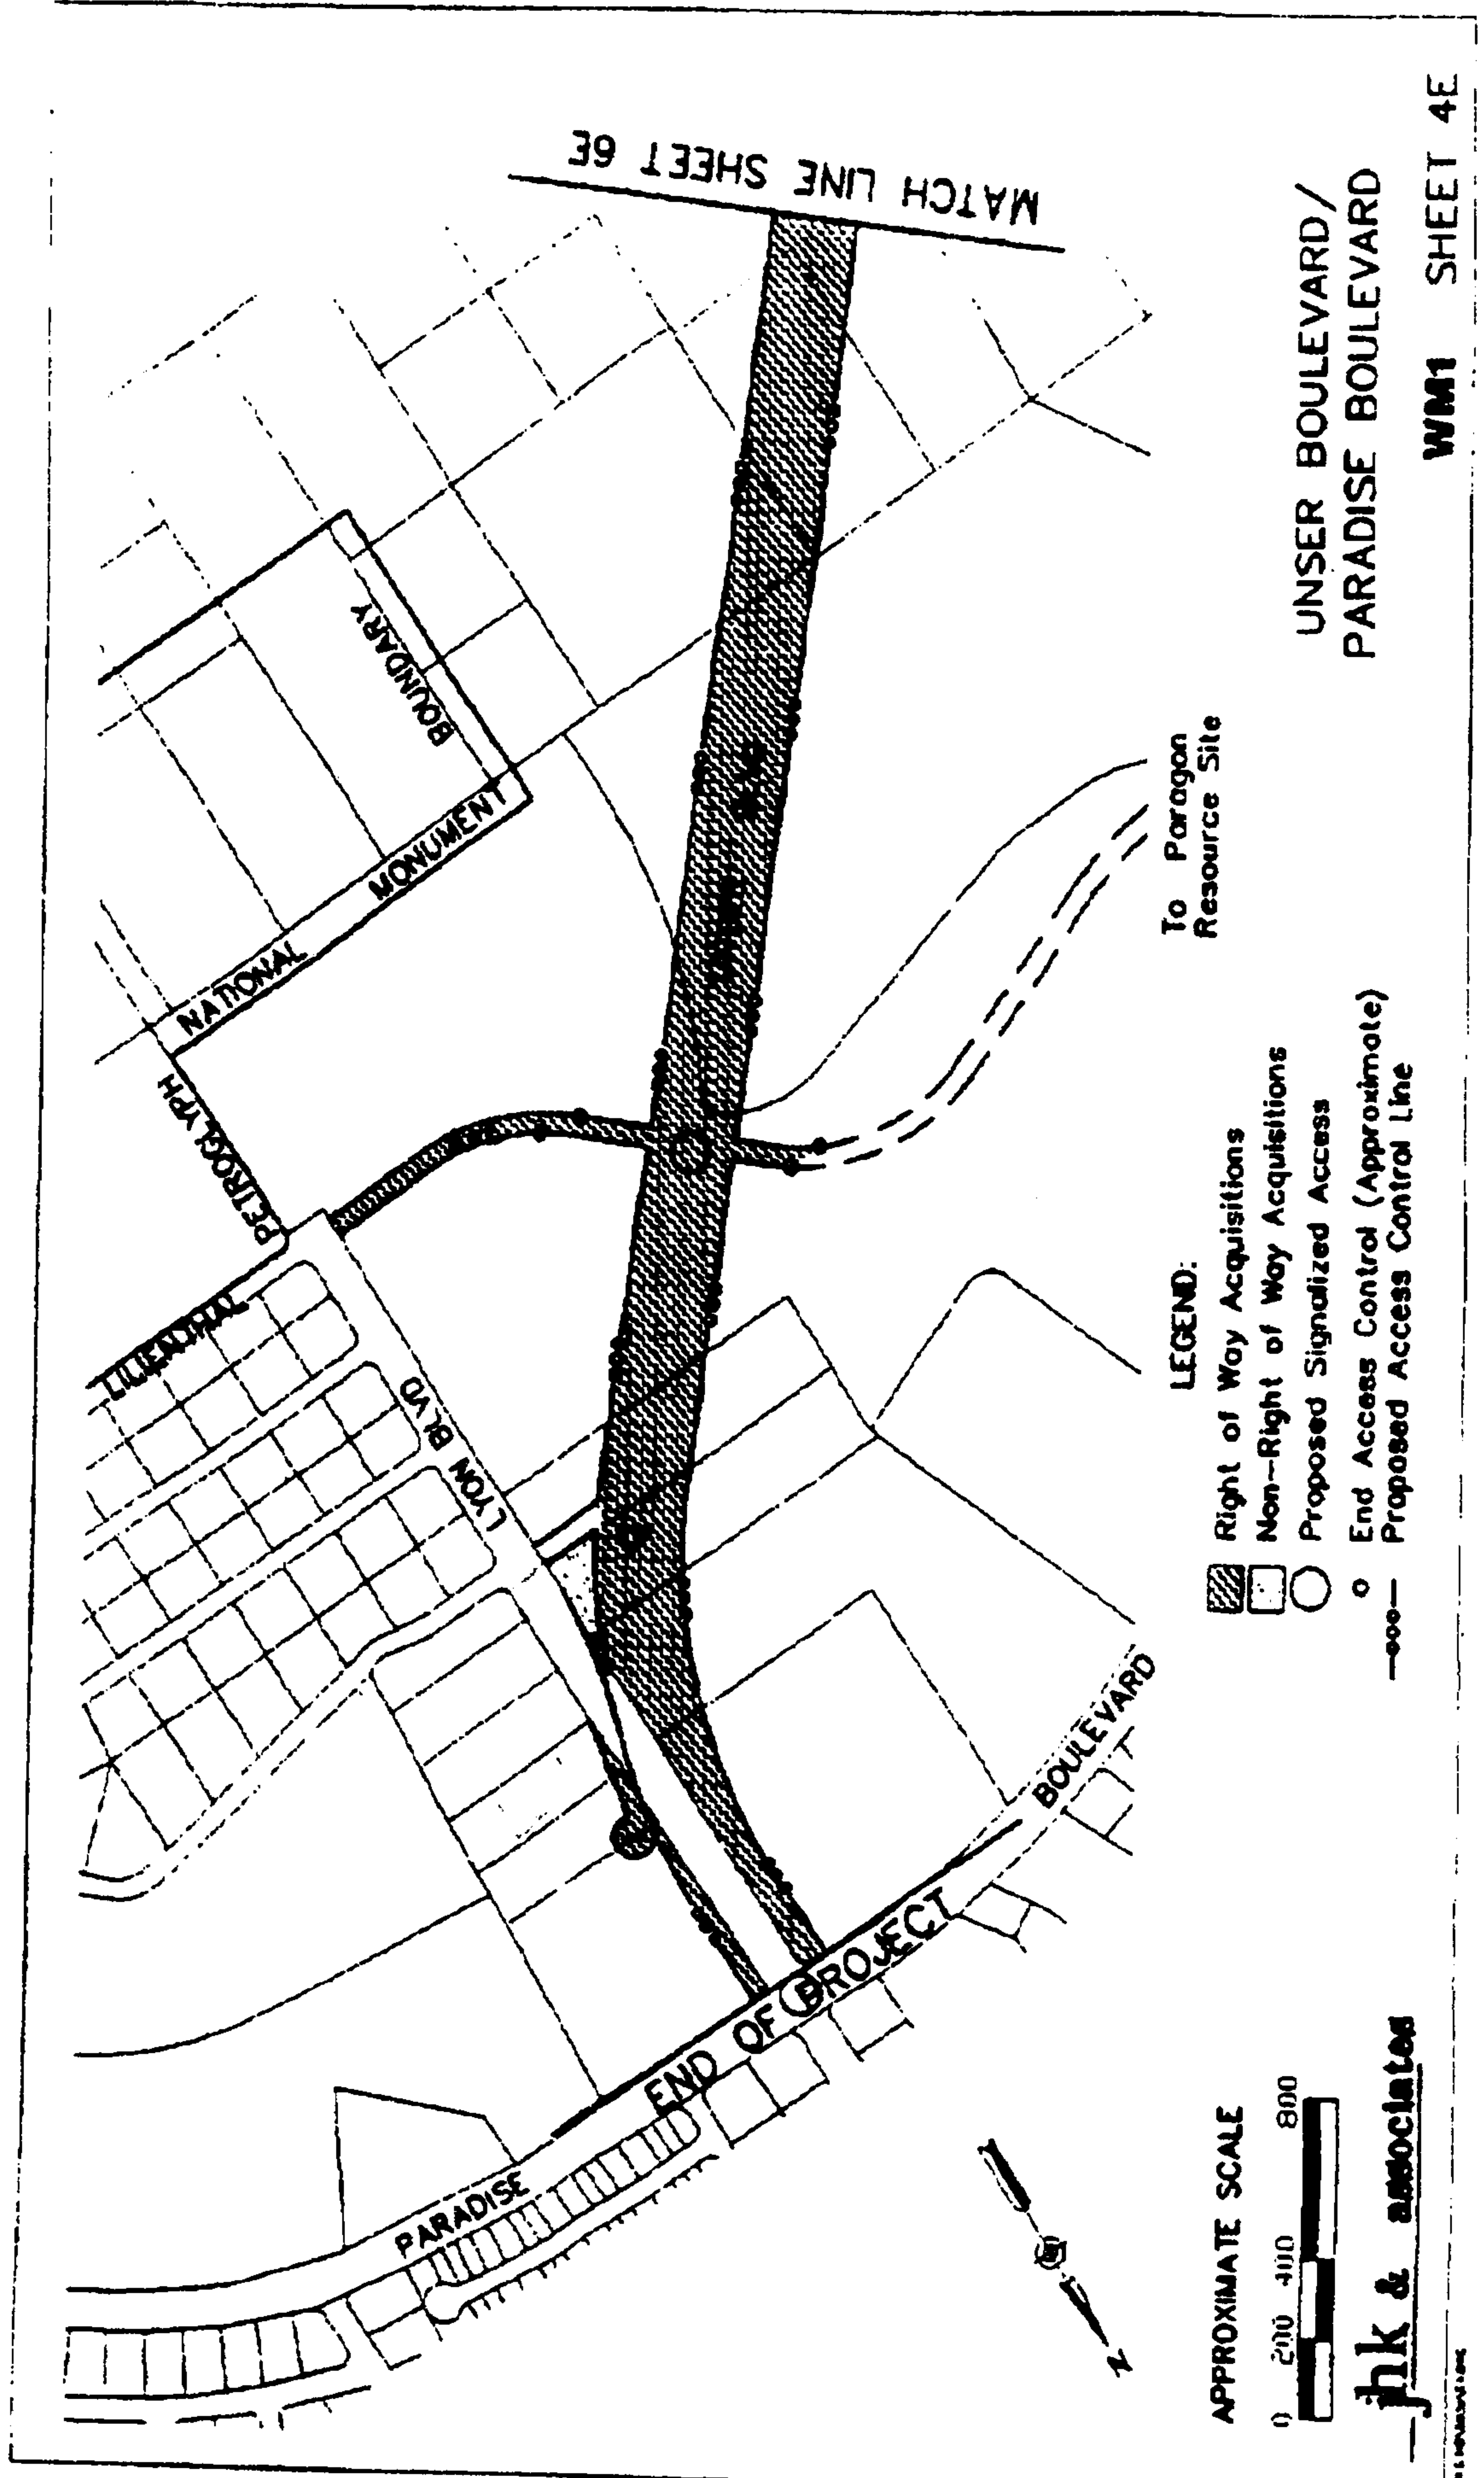 MATCH LINE SHEET 6E
BOUNDARY
MONUMENT
NATIONAL
PETROGLYPH
LILIENTHAL
LYON BLVD
BOULEVARD
END OF PROJECT
PARADISE
To Paragon
Resource Site
LEGEND:
Right of Way Acquisitions
Non-Right of Way Acquisitions
Proposed Signalized Access
End Access Control (Approximate)
Proposed Access Control Line
UNSER BOULEVARD/
PARADISE BOULEVARD
WM1 SHEET 4E
APPROXIMATE SCALE
0 200 400 800
jhk & associates
N